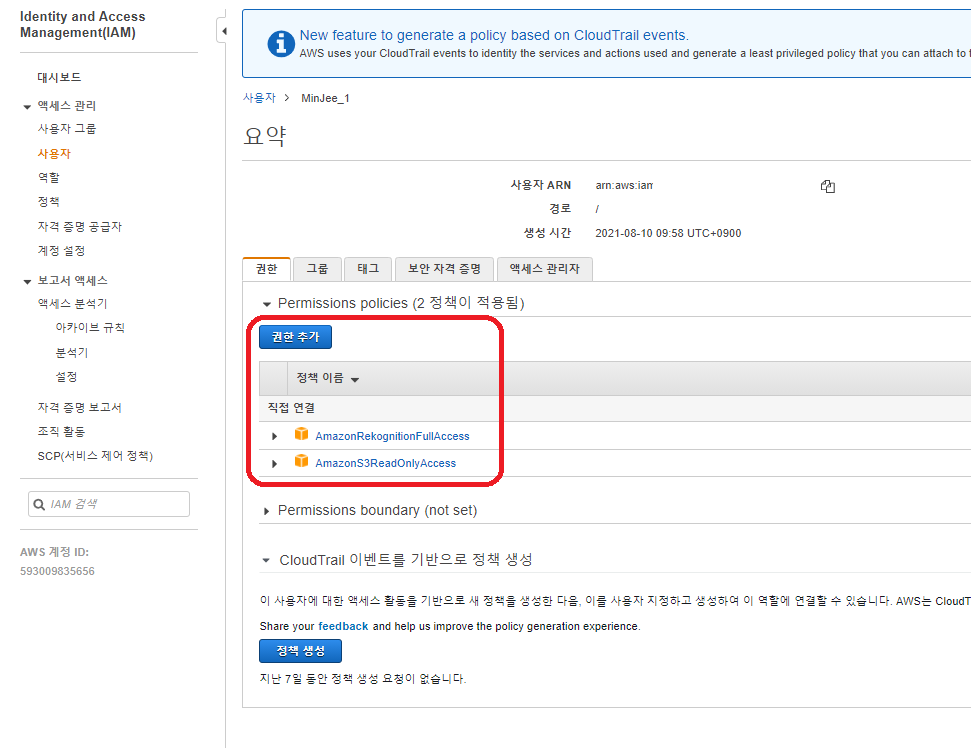 Identity and Access
Management(IAM)
대시보드
액세스 관리
사용자 그룹
사용자
역할
정책
자격 증명 공급자
계정 설정
보고서 액세스
액세스 분석기
아카이브 규칙
분석기
설정
자격 증명 보고서
조직 활동
SCP(서비스 제어 정책)
IAM 검색
AWS 계정 ID:
593009835656
New feature to generate a policy based on CloudTrail events.
AWS uses your CloudTrail events to identify the services and actions used and generate a least privileged policy that you can attach to
사용자 > MinJee_1
요약
사용자 ARN arn:aws:iam
경로 /
생성 시간 2021-08-10 09:58 UTC+0900
권한 그룹 태그 보안 자격 증명 액세스 관리자
Permissions policies (2 정책이 적용됨)
권한 추가
정책 이름
직접 연결
AmazonRekognitionFullAccess
AmazonS3ReadOnlyAccess
Permissions boundary (not set)
CloudTrail 이벤트를 기반으로 정책 생성
이 사용자에 대한 액세스 활동을 기반으로 새 정책을 생성한 다음, 이를 사용자 지정하고 생성하여 이 역할에 연결할 수 있습니다. AWS는 CloudT
Share your feedback and help us improve the policy generation experience.
정책 생성
지난 7일 동안 정책 생성 요청이 없습니다.